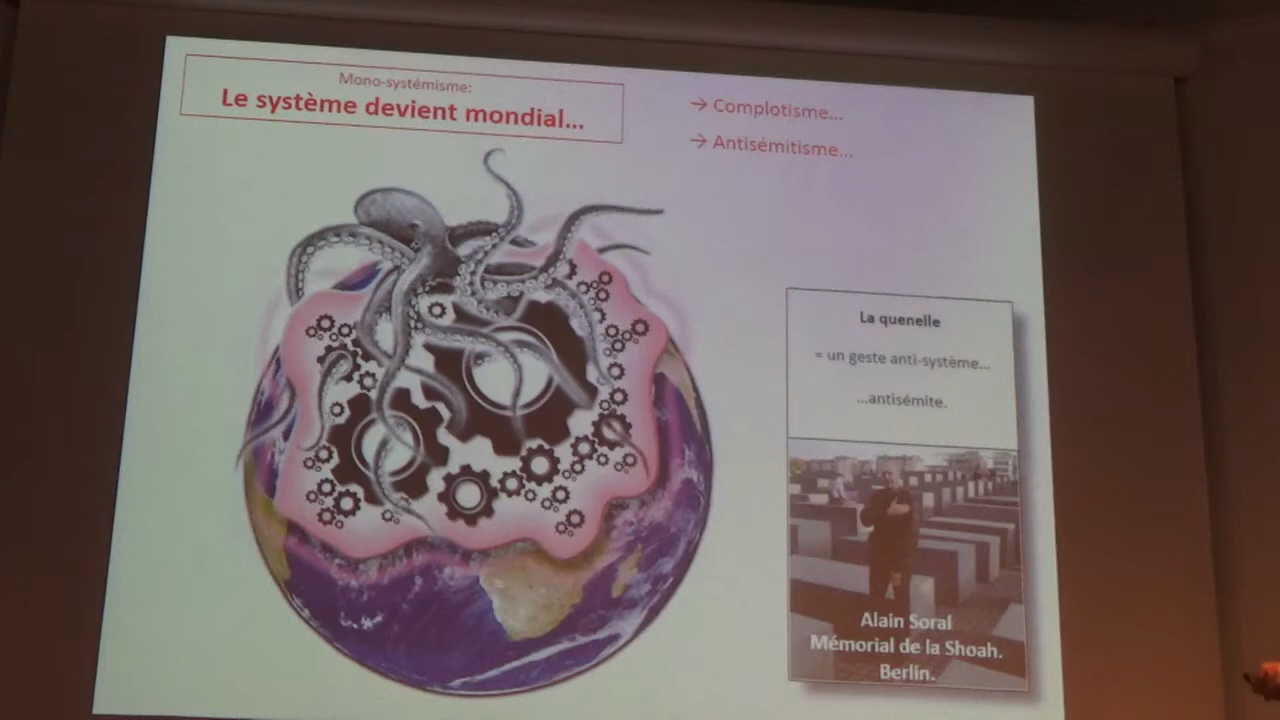 Mono-systémisme:
Le système devient mondial...
→ Complotisme...
→ Antisémitisme...
La quenelle
= un geste anti-système...
...antisémite.
Alain Soral
Mémorial de la Shoah.
Berlin.